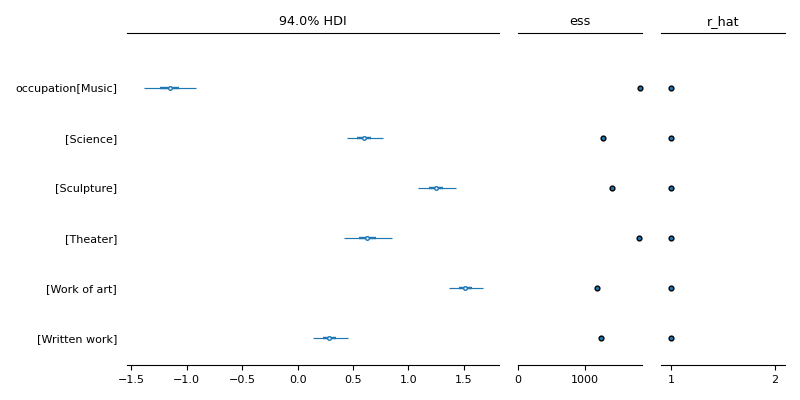 94.0% HDI ess r_hat
occupation[Music]
[Science]
[Sculpture]
[Theater]
[Work of art]
[Written work]
−1.5 −1.0 −0.5 0.0 0.5 1.0 1.5 0 1000 1 2